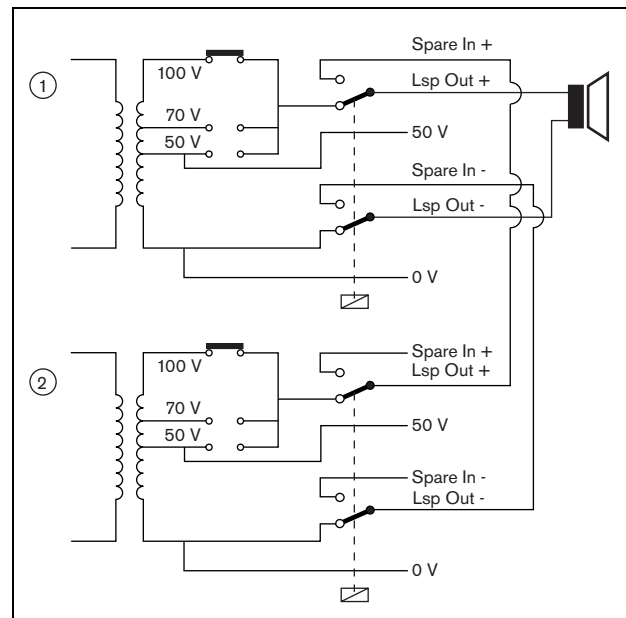 Spare In +
1
100 V
Lsp Out +
70 V
50 V
50 V
Spare In -
Lsp Out -
0 V
2
100 V
Spare In +
Lsp Out +
70 V
50 V
50 V
Spare In -
Lsp Out -
0 V